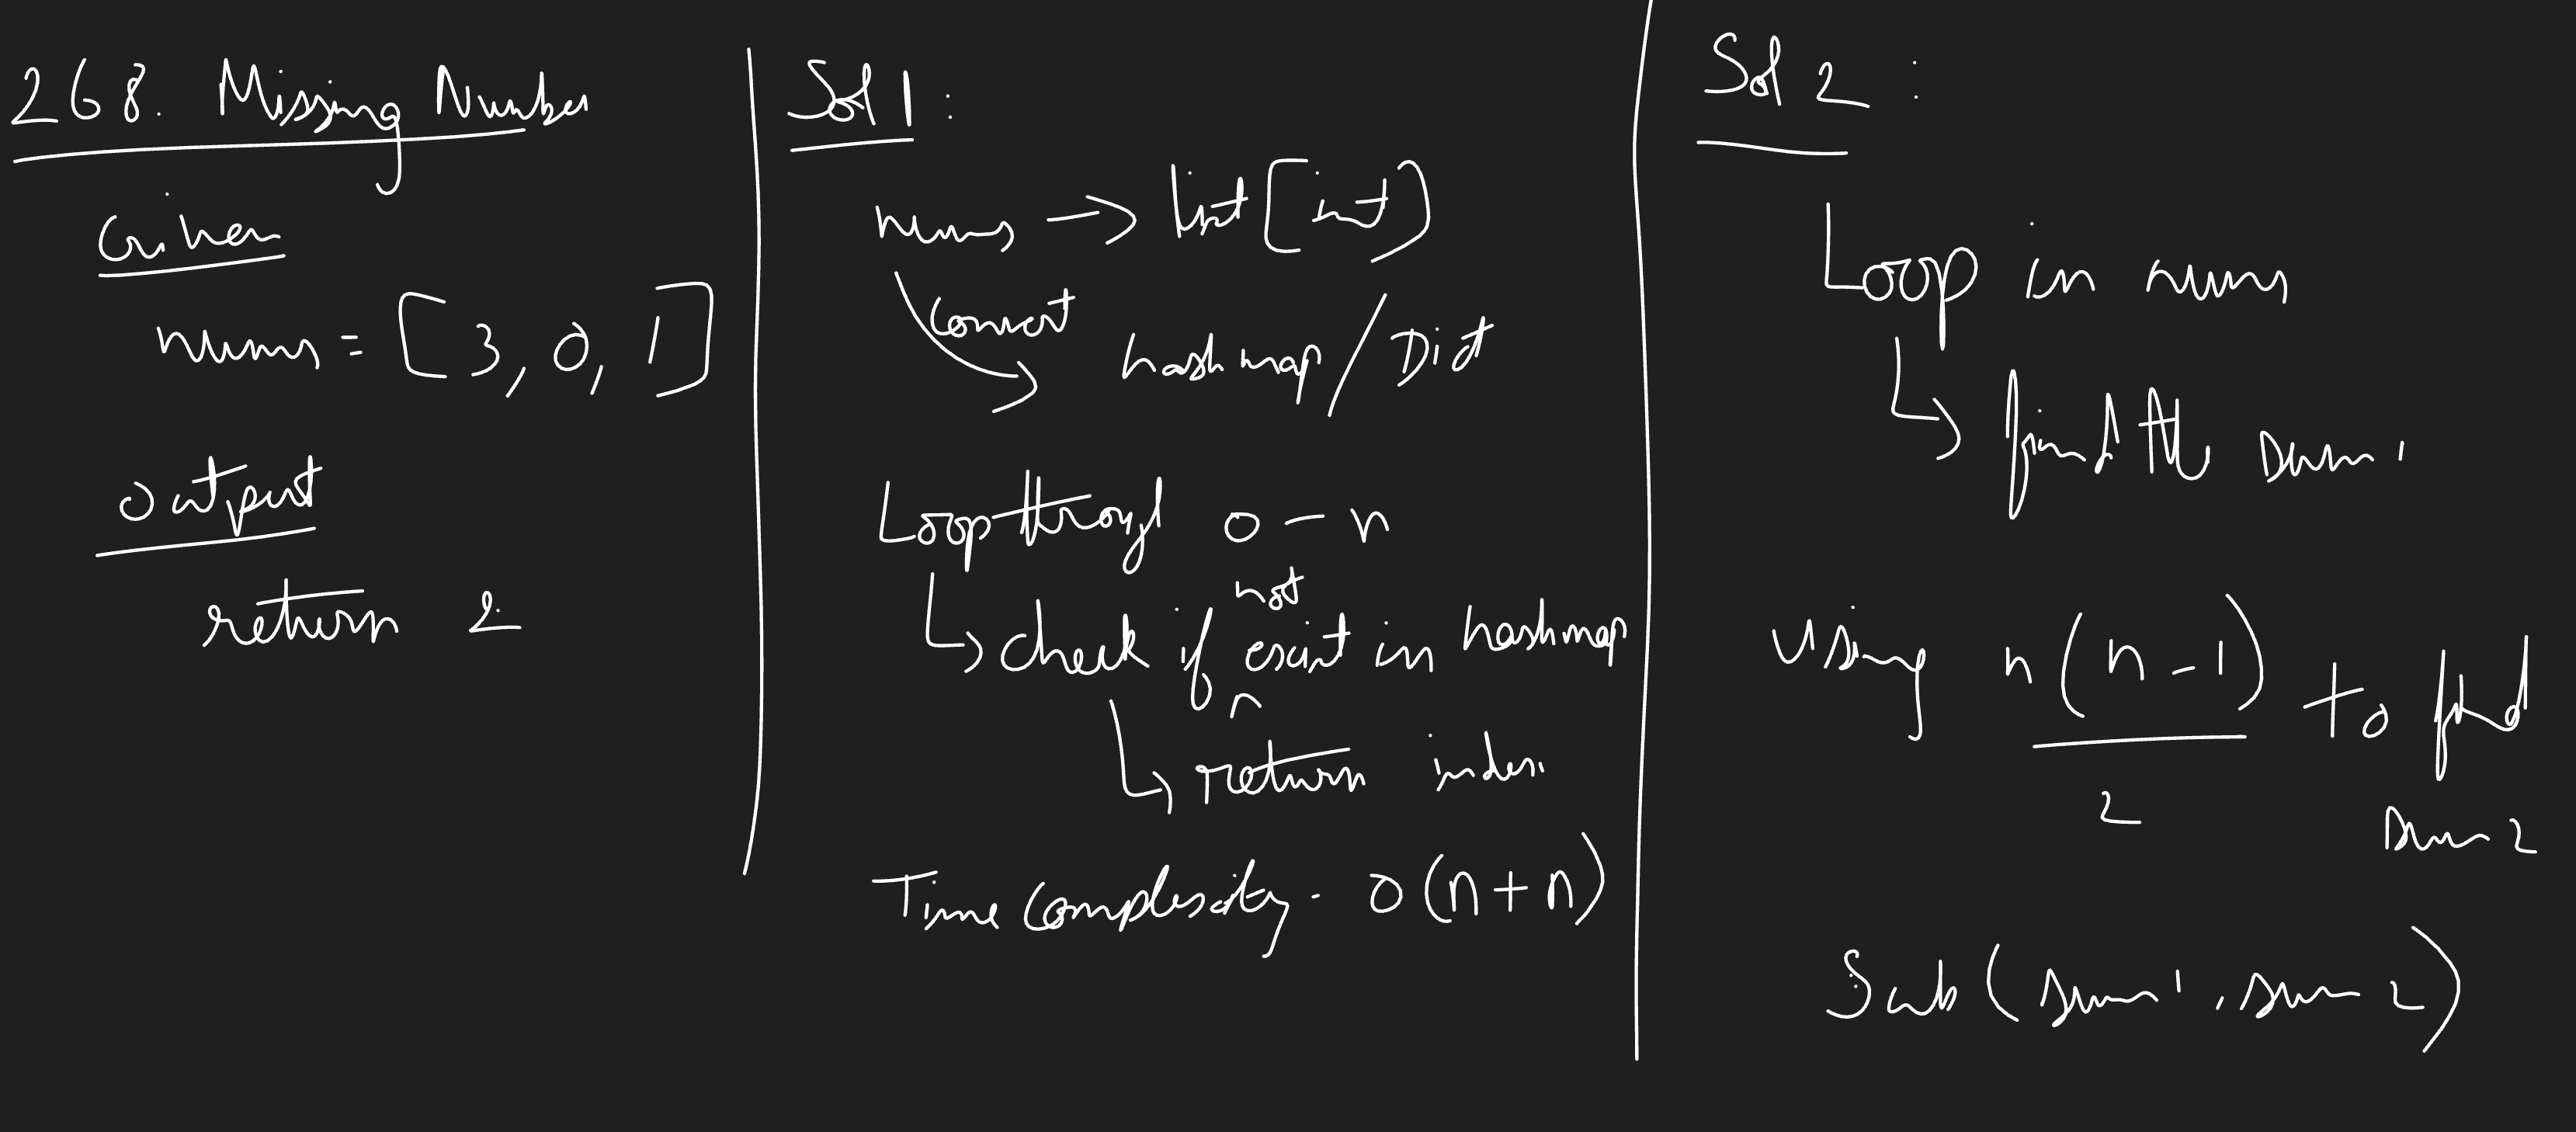 268. Missing Number
Given
nums = [3, 0, 1]
output
return 2
Sol 1 :
nums → list[int]
convert
hashmap / Dict
Loop through 0 - n
not
↳ check if exist in hashmap
↳ return index.
Time complexity - O(n+n)
Sol 2 :
Loop in nums
↳ find the sum 1
using n(n-1) to find
2
sum 2
Sub(sum 1, sum 2)